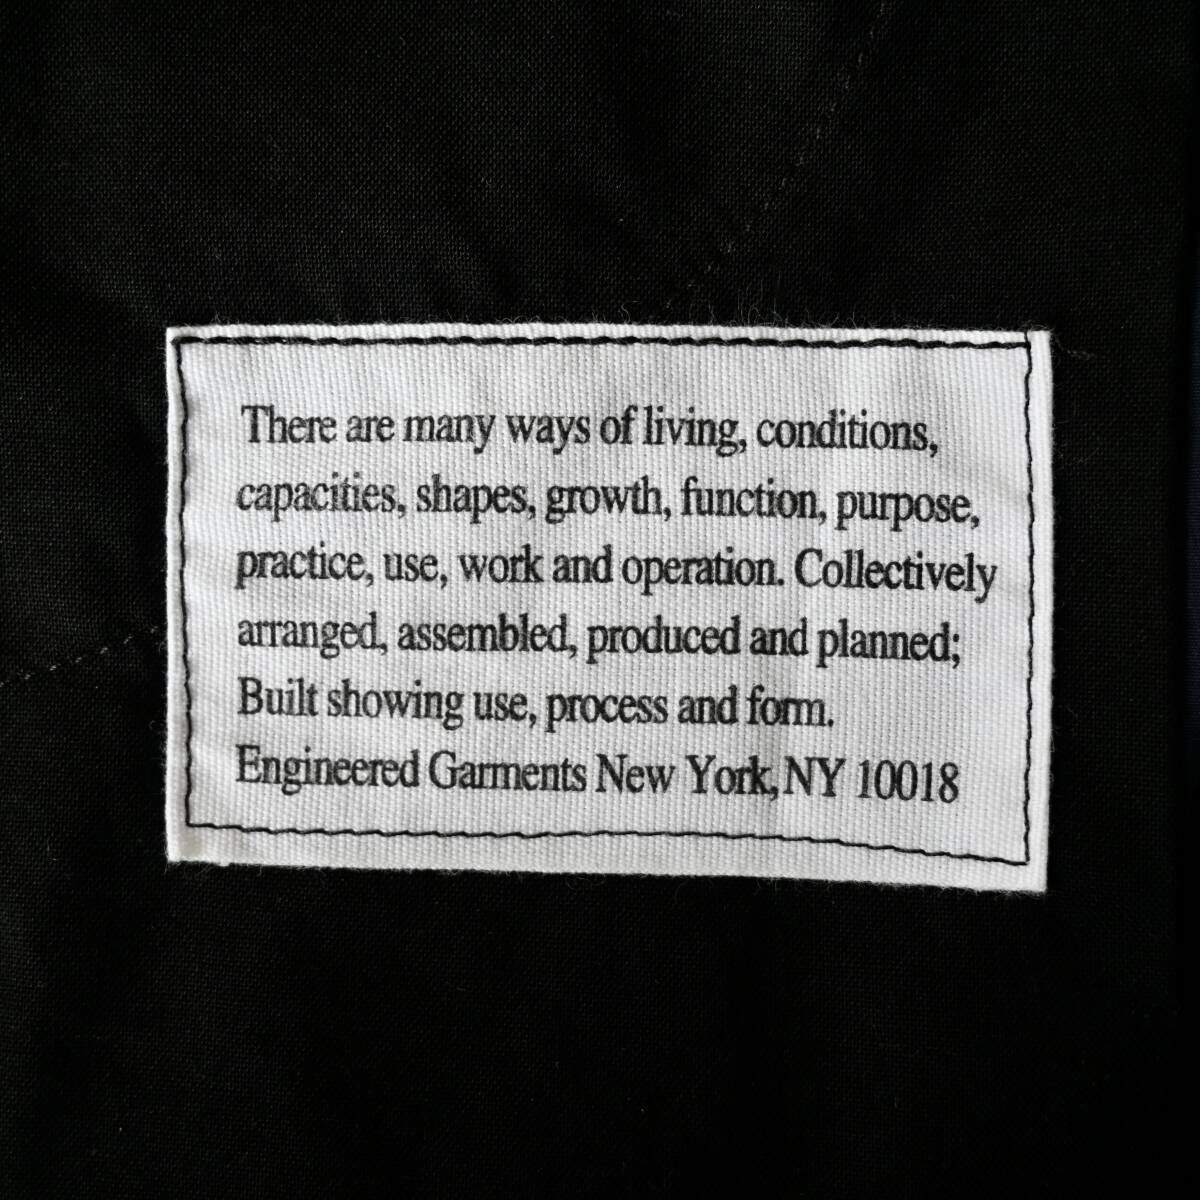 There are many ways of living, conditions,
capacities, shapes, growth, function, purpose,
practice, use, work and operation. Collectively
arranged, assembled, produced and planned;
Built showing use, process and form.
Engineered Garments New York, NY 10018